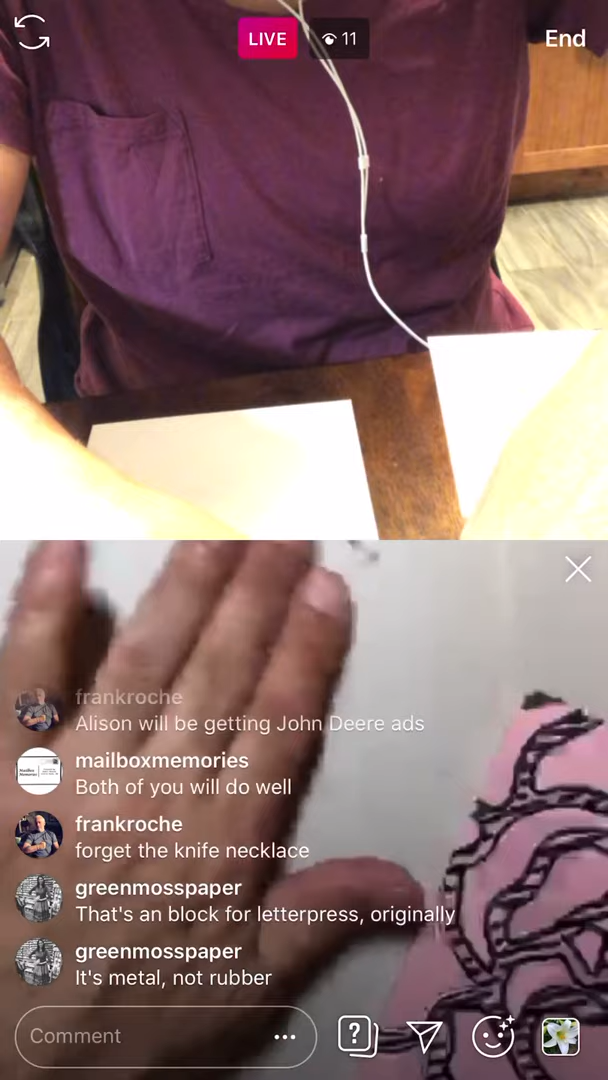 LIVE 11 End
frankroche
Alison will be getting John Deere ads
mailboxmemories
Both of you will do well
frankroche
forget the knife necklace
greenmosspaper
That's an block for letterpress, originally
greenmosspaper
It's metal, not rubber
Comment